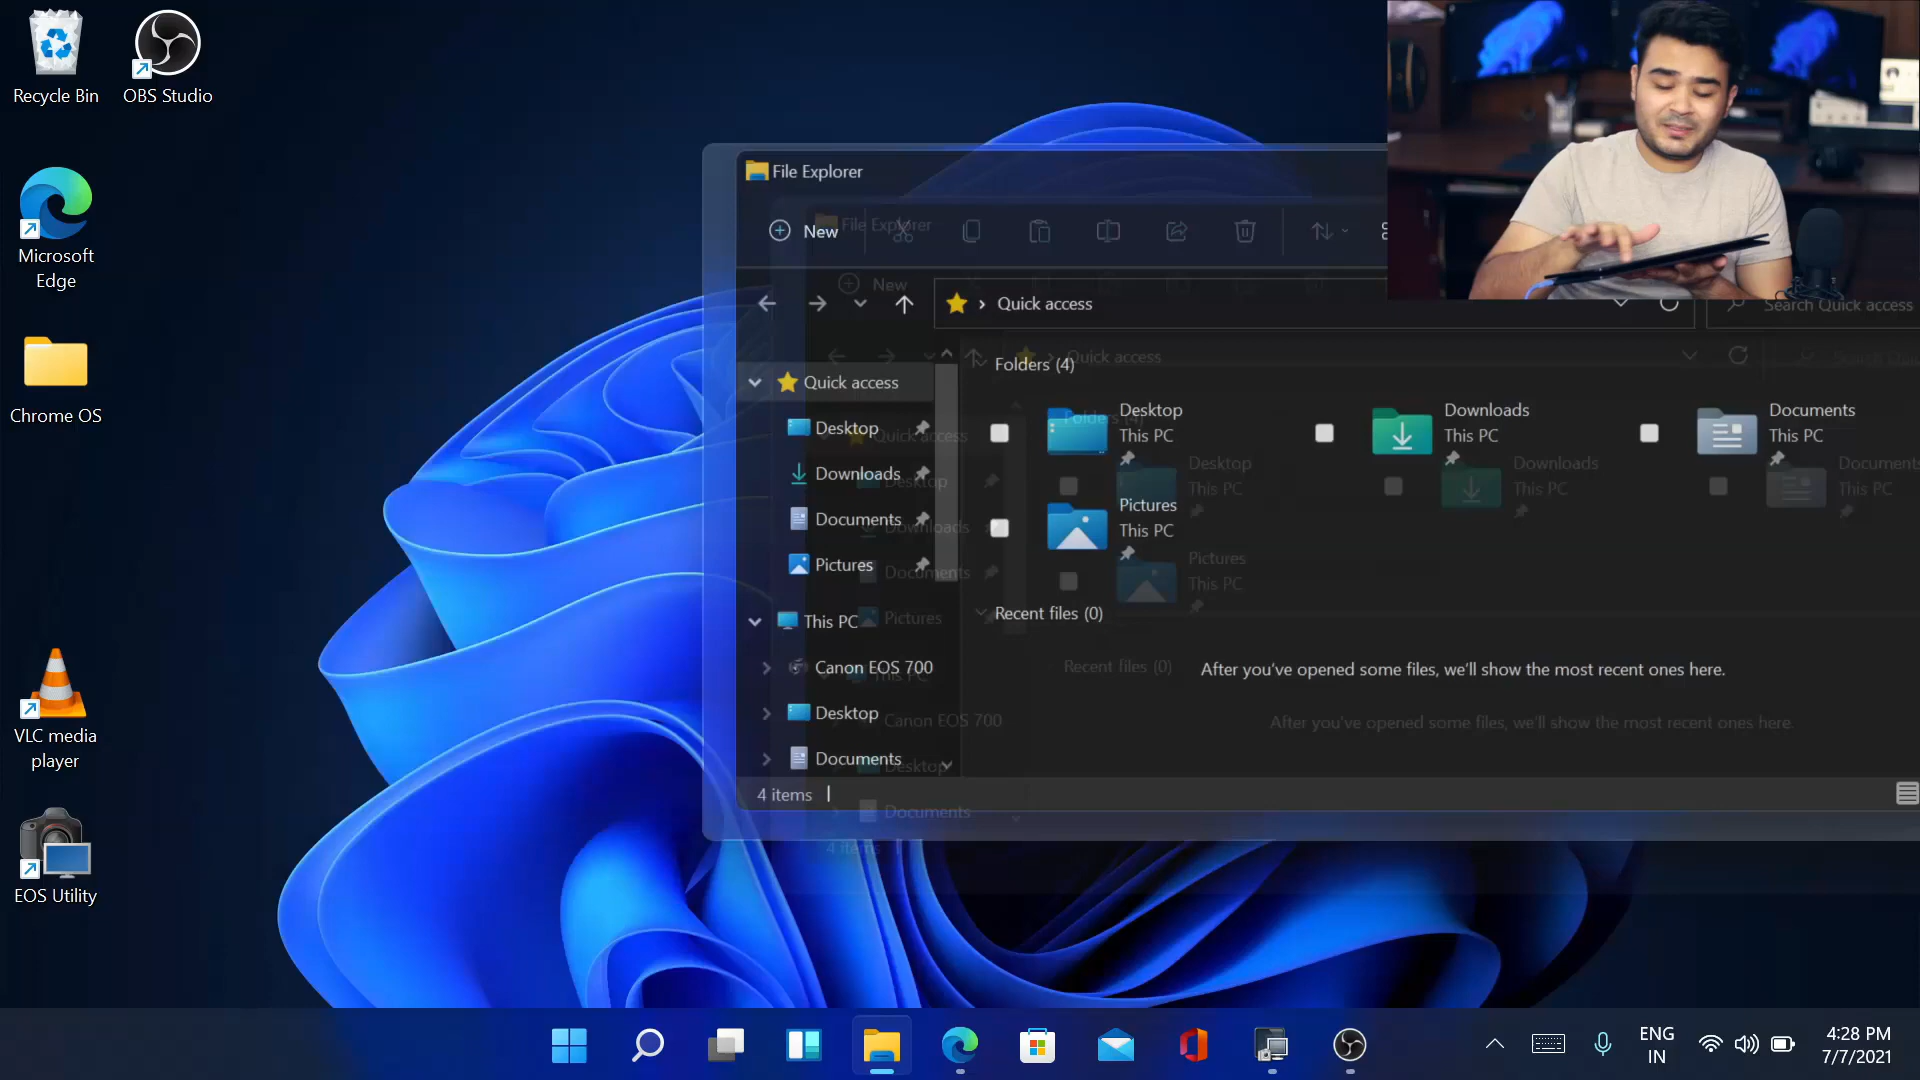 Recycle Bin
OBS Studio
Microsoft
Edge
Chrome OS
VLC media
player
EOS Utility
File Explorer
New
Quick access
Search Quick access
Quick access
Desktop
Downloads
Documents
Pictures
This PC
Canon EOS 700
Desktop
Documents
4 items
Folders (4)
Desktop
This PC
Downloads
This PC
Documents
This PC
Pictures
This PC
Recent files (0)
After you've opened some files, we'll show the most recent ones here.
File Explorer
New
Quick access
Quick access
Desktop
Downloads
Documents
Pictures
This PC
Canon EOS 700
Desktop
Documents
4 items
Folders (4)
Desktop
This PC
Downloads
This PC
Documents
This PC
Pictures
This PC
Recent files (0)
After you've opened some files, we'll show the most recent ones here.
ENG
IN
4:28 PM
7/7/2021